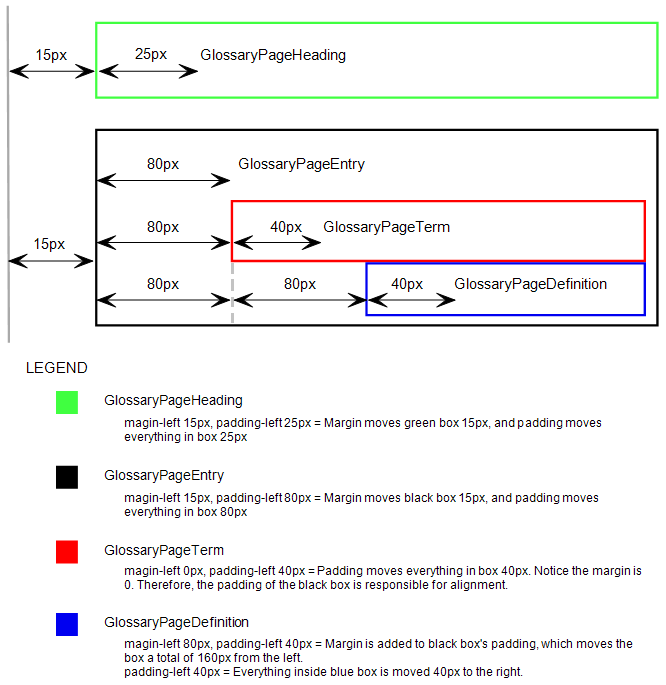 15px
25px
GlossaryPageHeading
80px
GlossaryPageEntry
80px
40px
GlossaryPageTerm
15px
80px
80px
40px
GlossaryPageDefinition
LEGEND
GlossaryPageHeading
magin-left 15px, padding-left 25px = Margin moves green box 15px, and padding moves
everything in box 25px
GlossaryPageEntry
magin-left 15px, padding-left 80px = Margin moves black box 15px, and padding moves
everything in box 80px
GlossaryPageTerm
magin-left 0px, padding-left 40px = Padding moves everything in box 40px. Notice the margin is
0. Therefore, the padding of the black box is responsible for alignment.
GlossaryPageDefinition
magin-left 80px, padding-left 40px = Margin is added to black box's padding, which moves the
box a total of 160px from the left.
padding-left 40px = Everything inside blue box is moved 40px to the right.